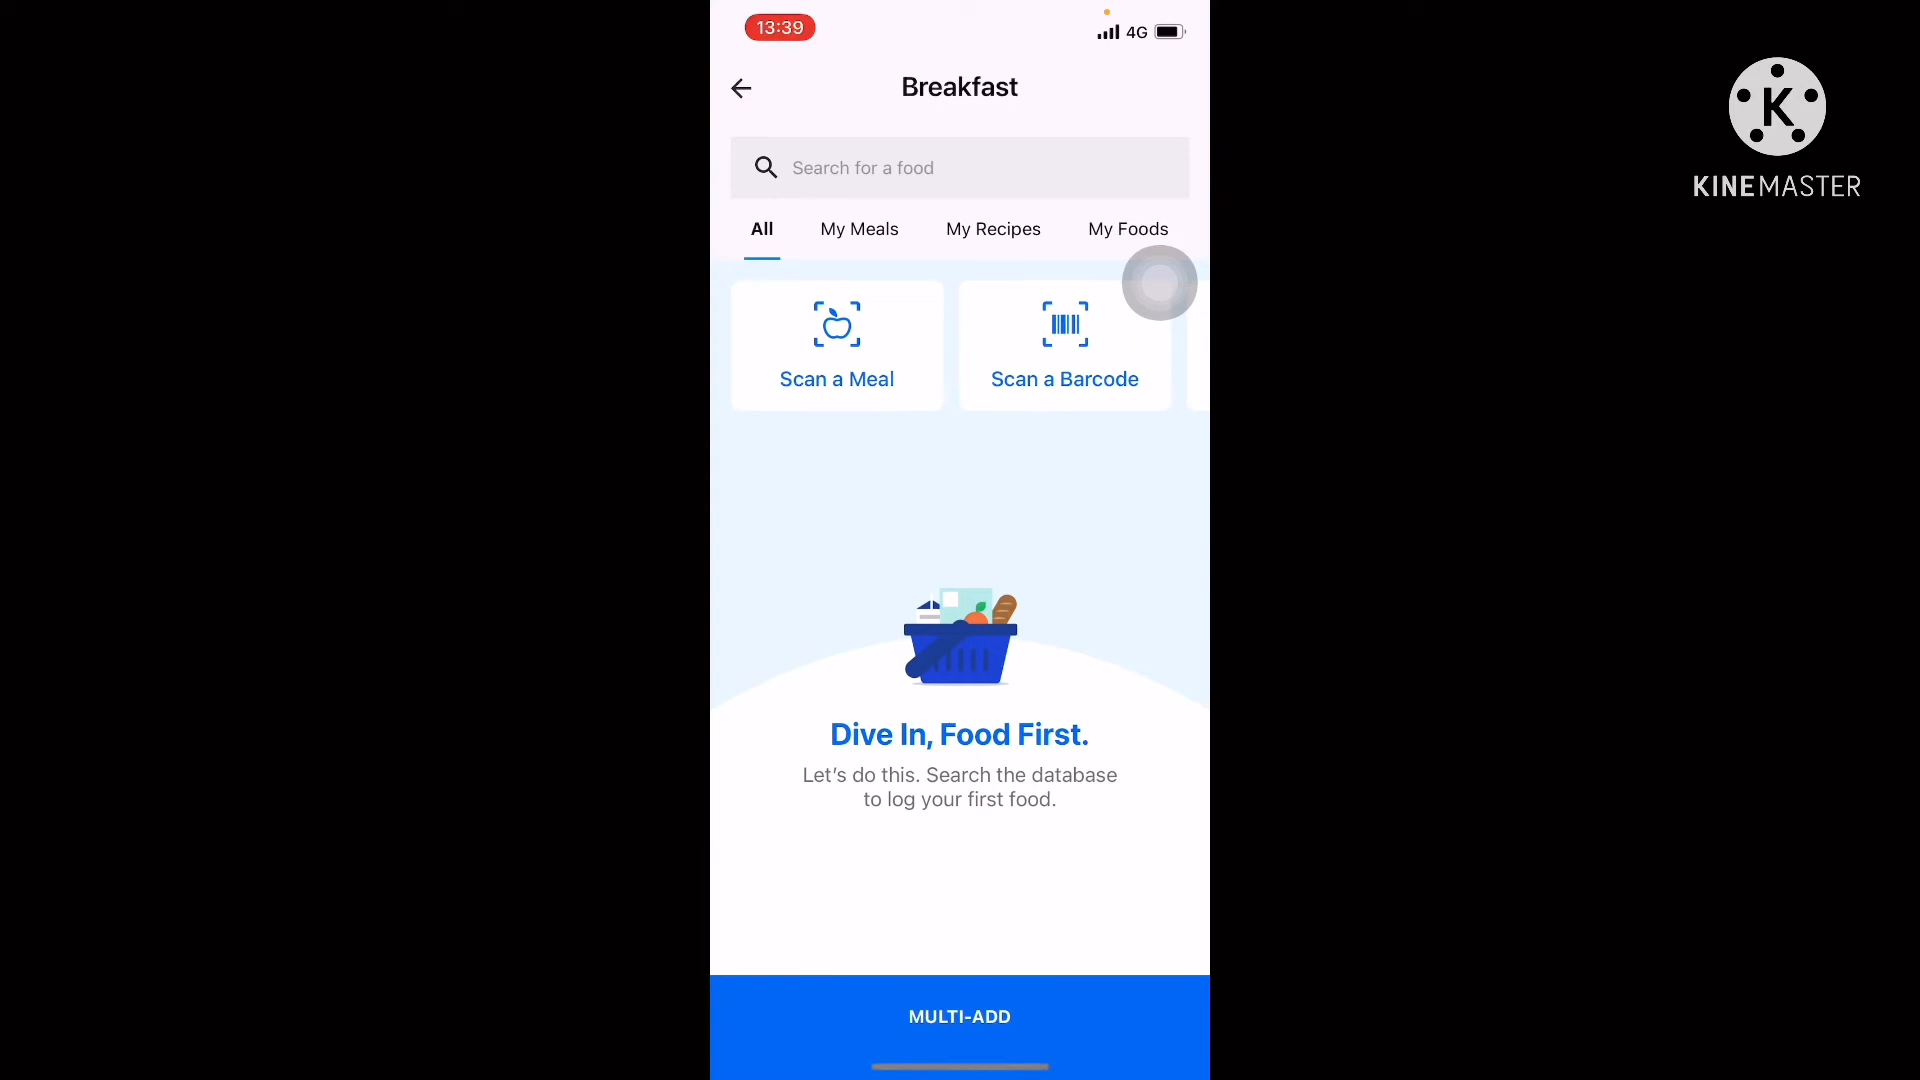 13:39
4G
Breakfast
Search for a food
All
My Meals
My Recipes
My Foods
Scan a Meal
Scan a Barcode
Dive In, Food First.
Let's do this. Search the database
to log your first food.
MULTI-ADD
K
KINEMASTER